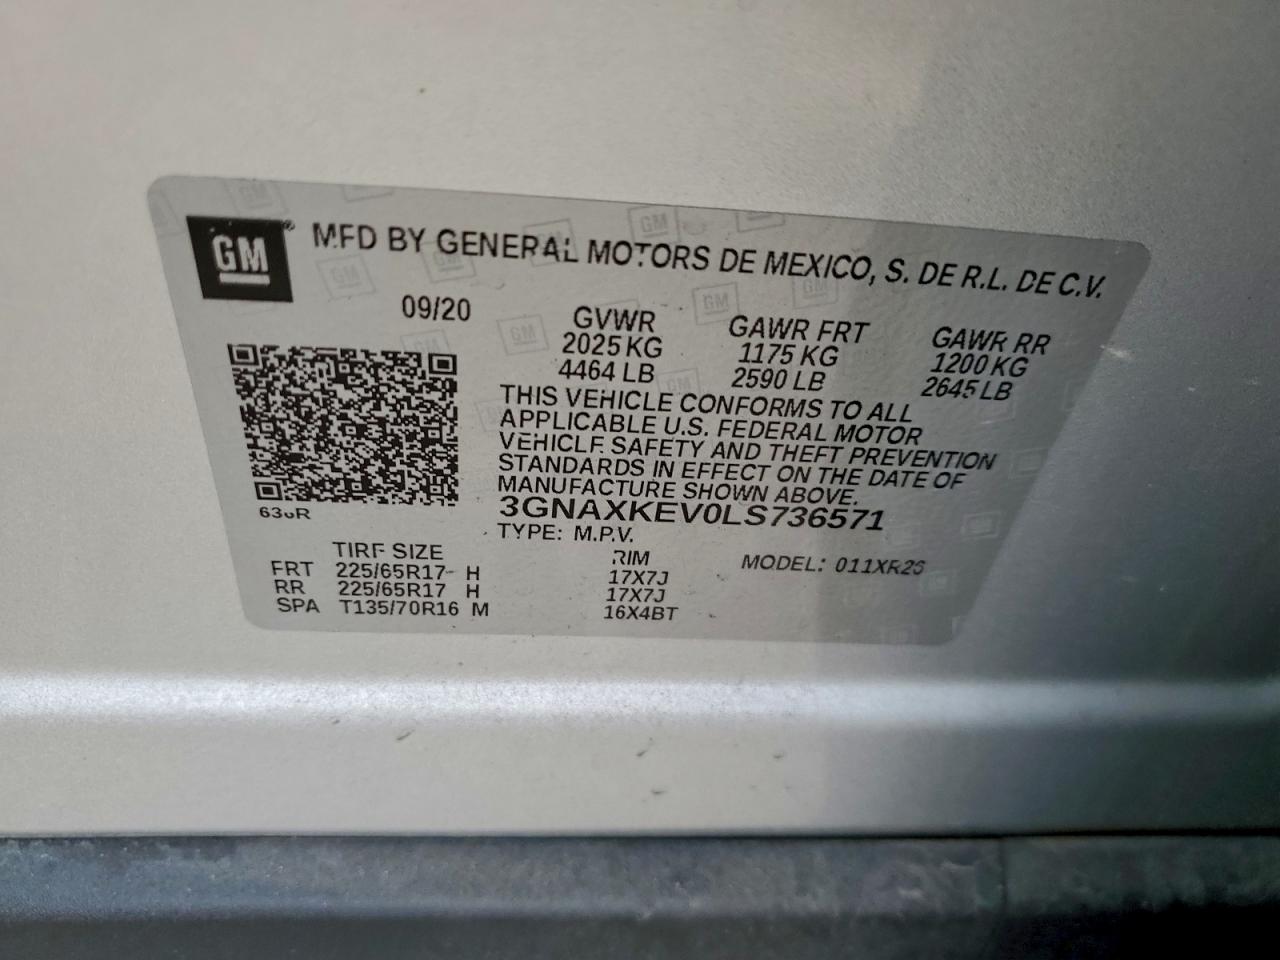 GM MFD BY GENERAL MOTORS DE MEXICO, S. DE R.L. DE C.V.
09/20 GVWR GAWR FRT GAWR RR
2025 KG 1175 KG 1200 KG
4464 LB 2590 LB 2645 LB
THIS VEHICLE CONFORMS TO ALL
APPLICABLE U.S. FEDERAL MOTOR
VEHICLE SAFETY AND THEFT PREVENTION
STANDARDS IN EFFECT ON THE DATE OF
MANUFACTURE SHOWN ABOVE.
3GNAXKEV0LS736571
TYPE: M.P.V.
TIRE SIZE RIM MODEL:
FRT 225/65R17 H 17X7J
RR 225/65R17 H 17X7J
SPA T135/70R16 M 16X4BT